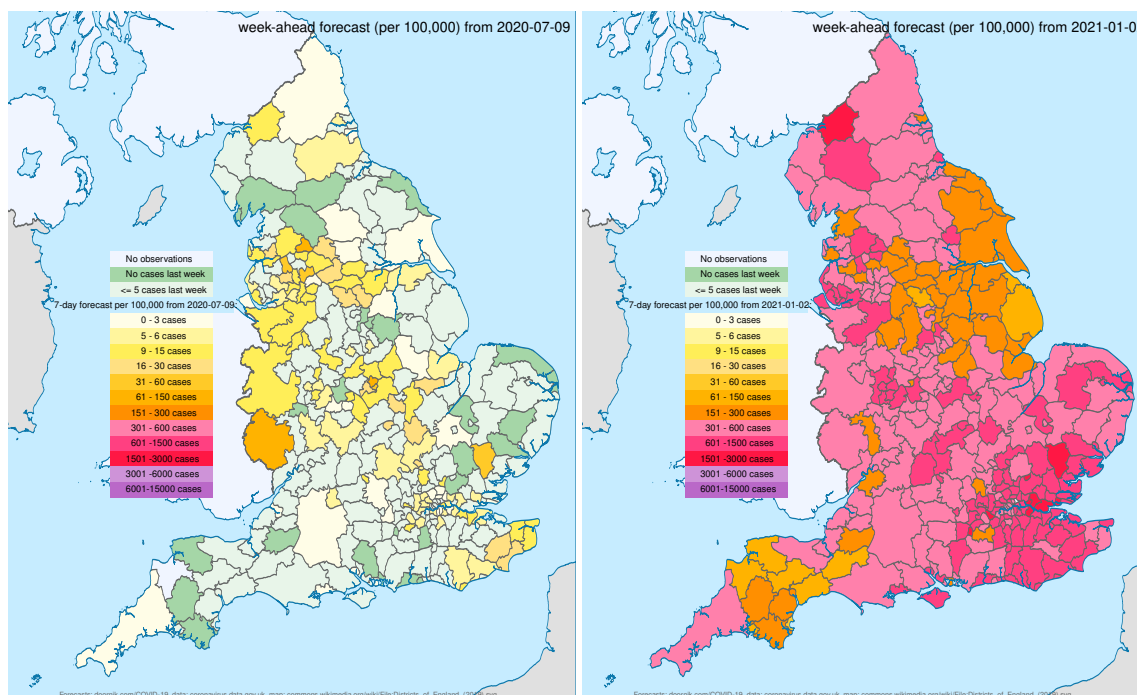 week-ahead forecast (per 100,000) from 2020-07-09
No observations
No cases last week
<= 5 cases last week
7-day forecast per 100,000 from 2020-07-09:
0 - 3 cases
5 - 6 cases
9 - 15 cases
16 - 30 cases
31 - 60 cases
61 - 150 cases
151 - 300 cases
301 - 600 cases
601 -1500 cases
1501 -3000 cases
3001 -6000 cases
6001-15000 cases
week-ahead forecast (per 100,000) from 2021-01-0
No observations
No cases last week
<= 5 cases last week
7-day forecast per 100,000 from 2021-01-02:
0 - 3 cases
5 - 6 cases
9 - 15 cases
16 - 30 cases
31 - 60 cases
61 - 150 cases
151 - 300 cases
301 - 600 cases
601 -1500 cases
1501 -3000 cases
3001 -6000 cases
6001-15000 cases